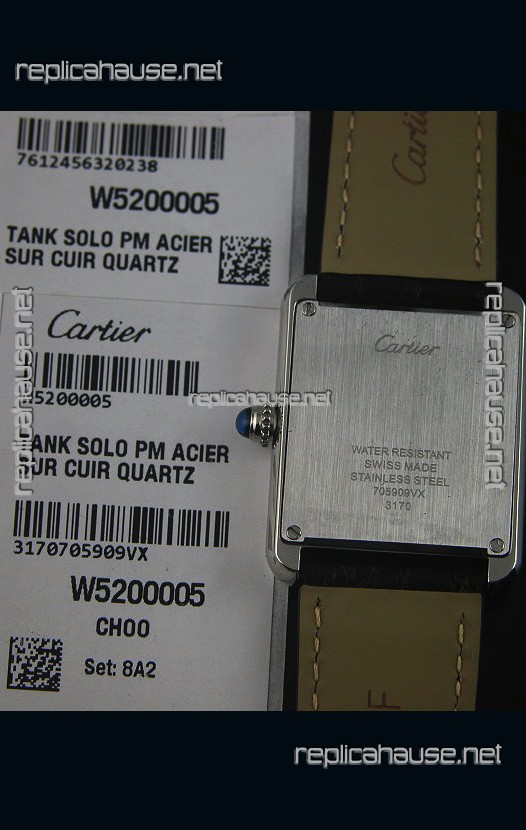 replicahause.net
7612456320238
W5200005
TANK SOLO PM ACIER
SUR CUIR QUARTZ
Cartier
Cartier
W5200005
TANK SOLO PM ACIER
SUR CUIR QUARTZ
3170705909VX
W5200005
CH00
Set: 8A2
Cartier
WATER RESISTANT
SWISS MADE
STAINLESS STEEL
705909VX
3170
F
replicahause.net
replicahause.net
replicahause.net
replicahause.net